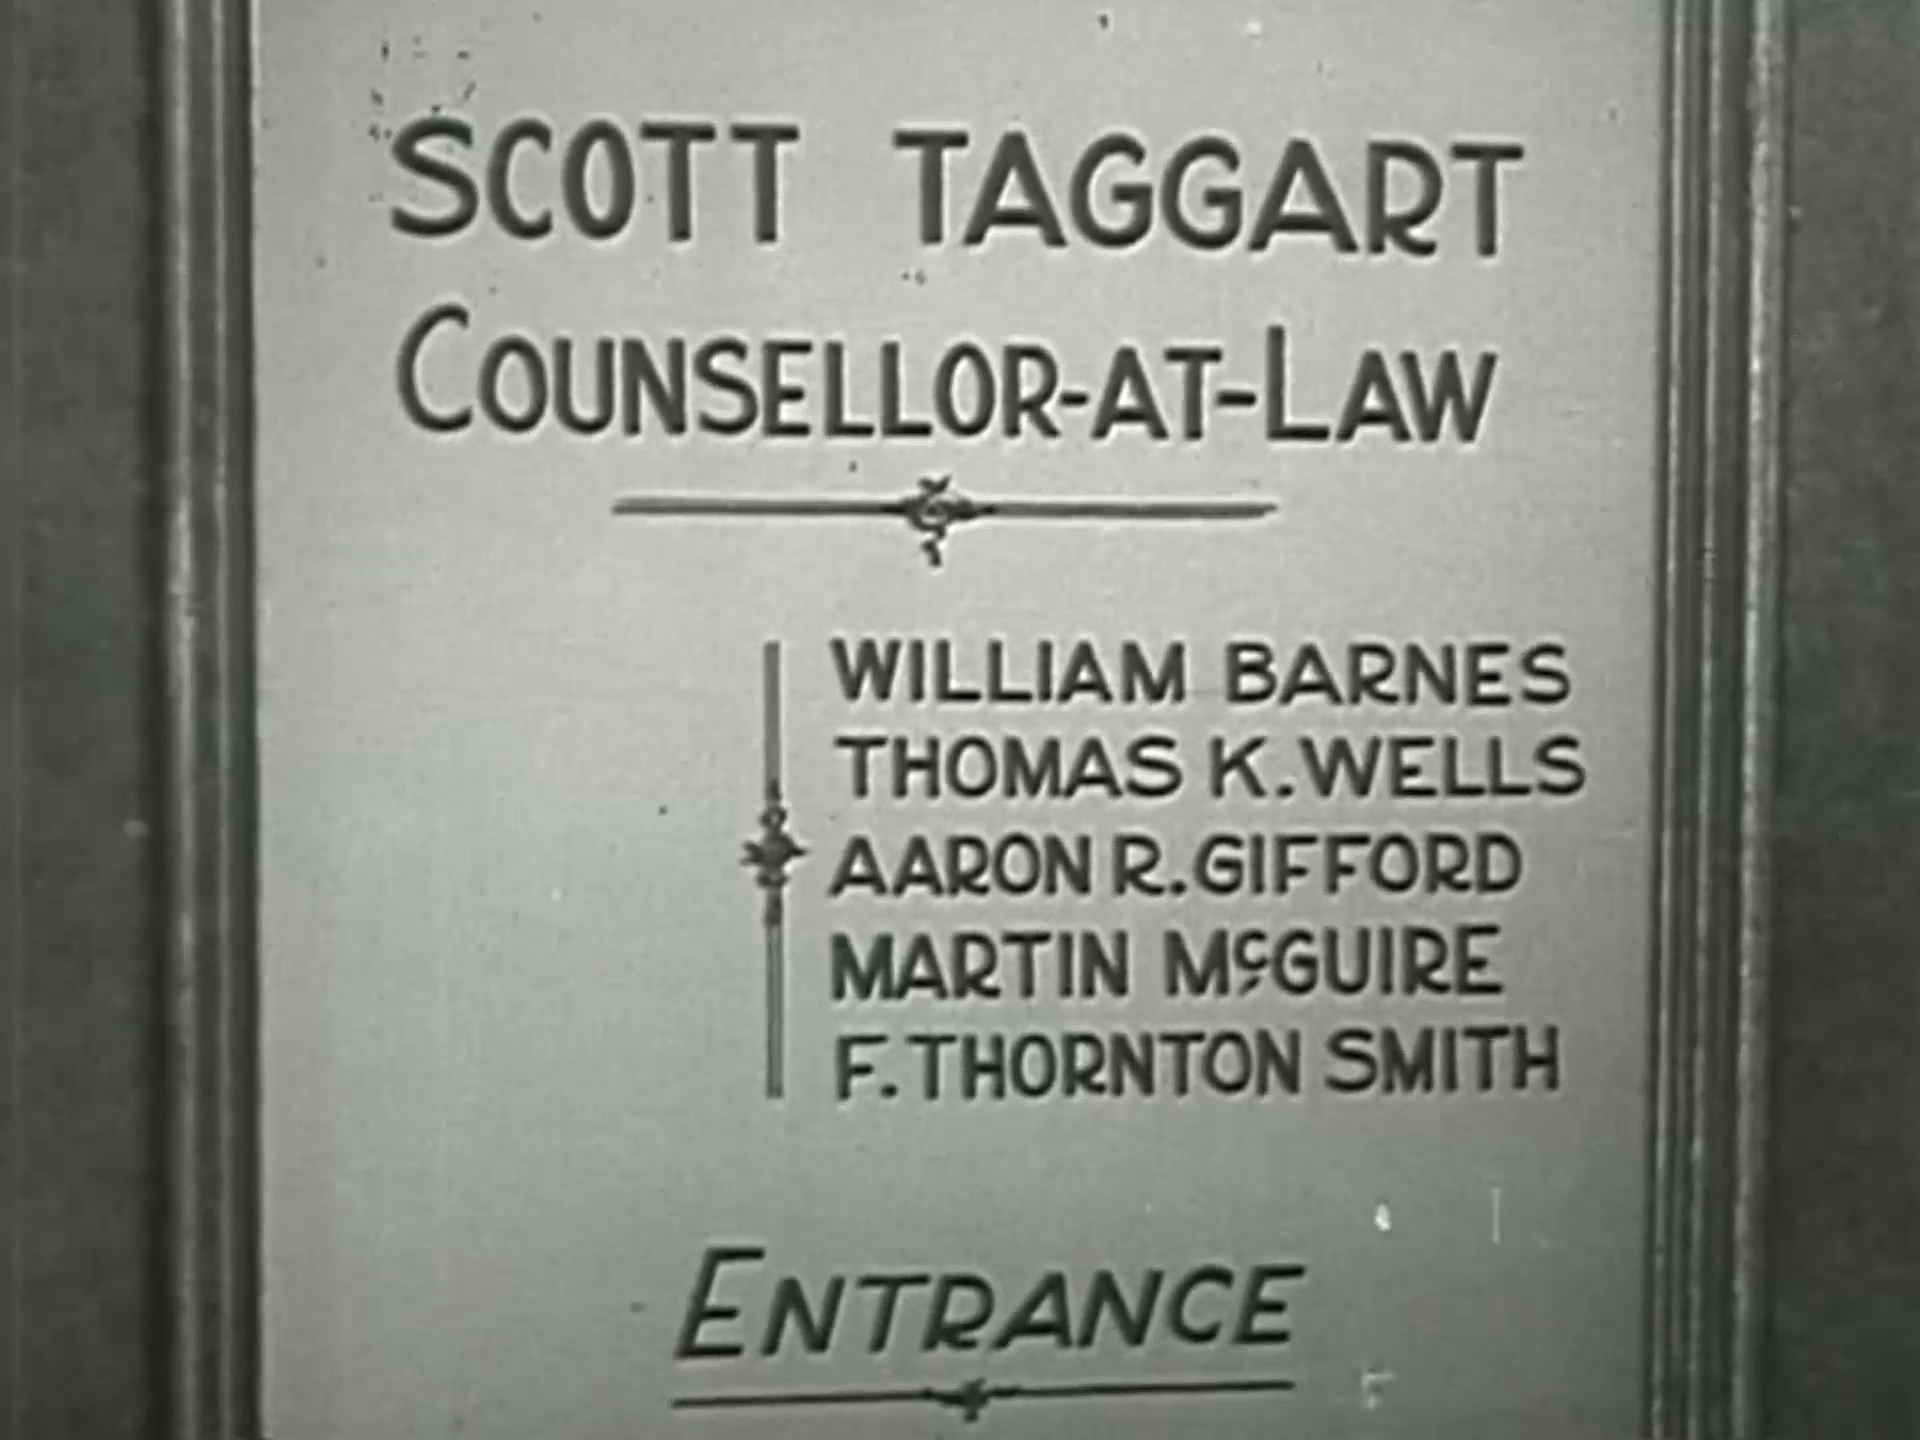 SCOTT TAGGART
COUNSELLOR-AT-LAW
WILLIAM BARNES
THOMAS K. WELLS
AARON R. GIFFORD
MARTIN McGUIRE
F. THORNTON SMITH
ENTRANCE